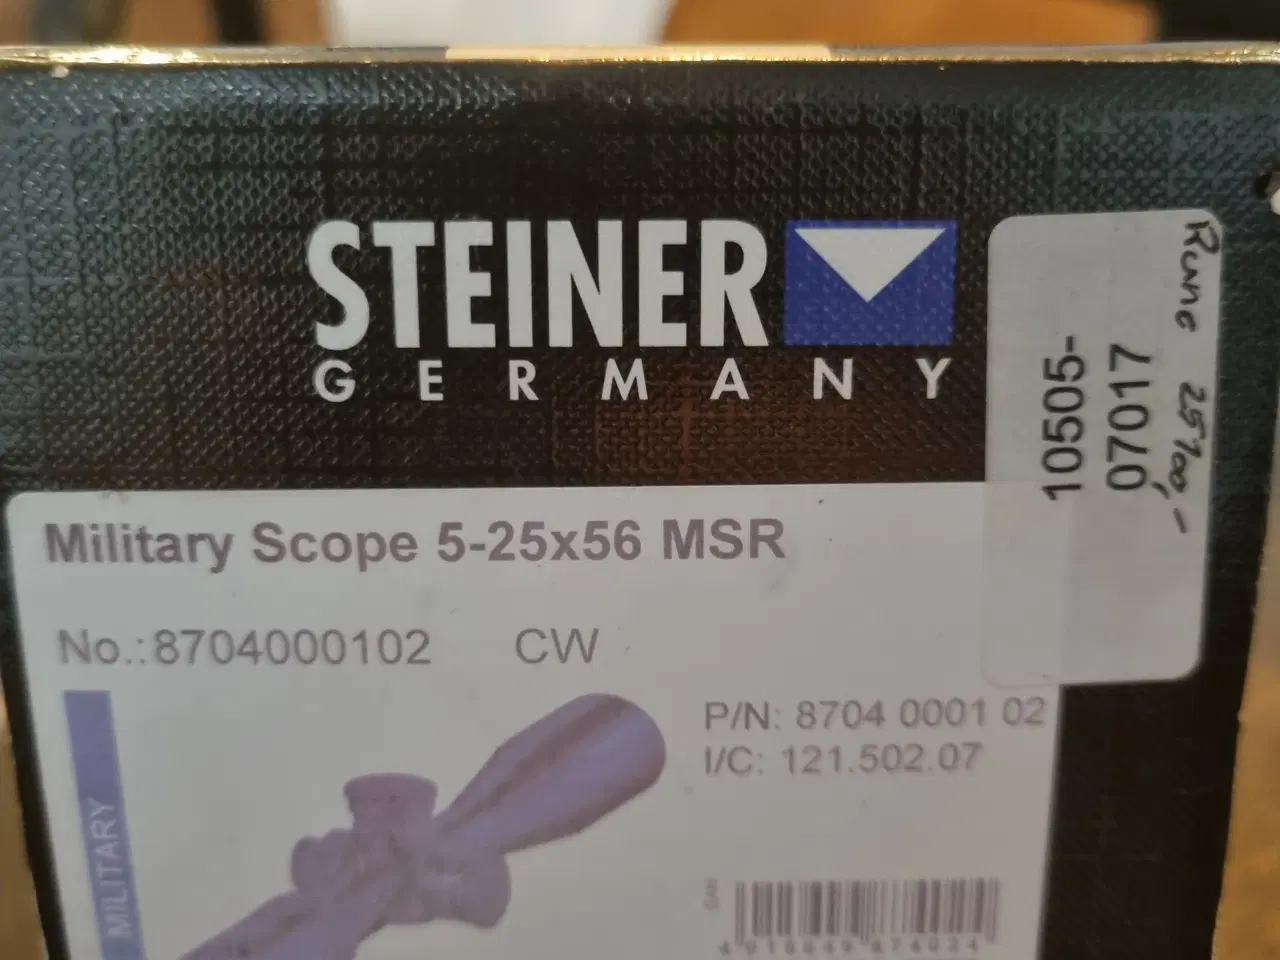 STEINER
GERMANY
Rune 25900,-
10505-
07017
Military Scope 5-25x56 MSR
No.:8704000102 CW
P/N: 8704 0001 02
I/C: 121.502.07
MILITARY